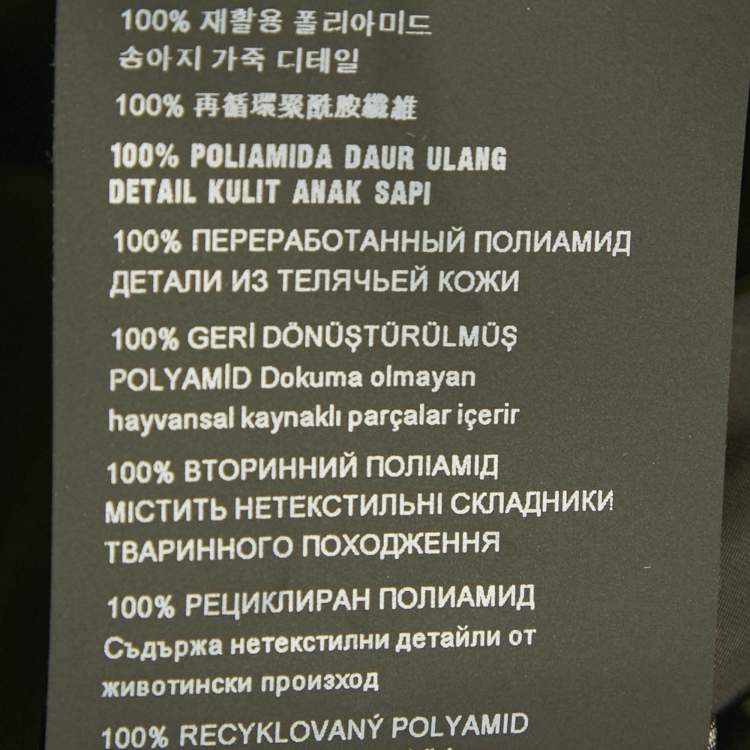 100% 재활용 폴리아미드
송아지 가죽 디테일
100% 再循環聚酰胺纖維
100% POLIAMIDA DAUR ULANG
DETAIL KULIT ANAK SAPI
100% ПЕРЕРАБОТАННЫЙ ПОЛИАМИД
ДЕТАЛИ ИЗ ТЕЛЯЧЬЕЙ КОЖИ
100% GERİ DÖNÜŞTÜRÜLMÜŞ
POLYAMİD Dokuma olmayan
hayvansal kaynaklı parçalar içerir
100% ВТОРИННИЙ ПОЛІАМІД
МІСТИТЬ НЕТЕКСТИЛЬНІ СКЛАДНИКИ
ТВАРИННОГО ПОХОДЖЕННЯ
100% РЕЦИКЛИРАН ПОЛИАМИД
Съдържа нетекстилни детайли от
животински произход
100% RECYKLOVANÝ POLYAMID